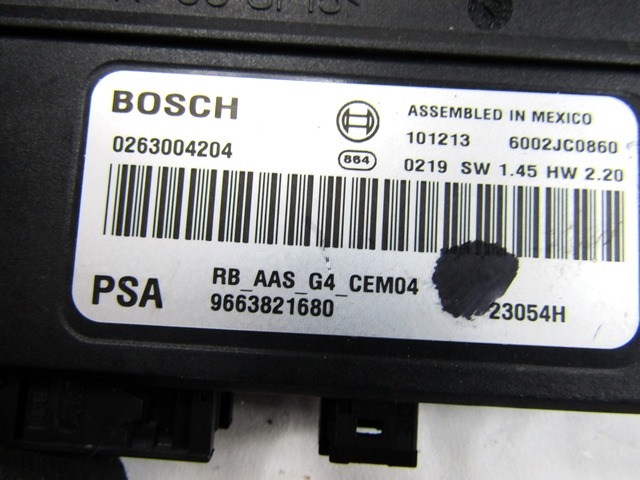 BOSCH
ASSEMBLED IN MEXICO
0263004204
101213 6002JC0860
864
0219 SW 1.45 HW 2.20
PSA
RB_AAS_G4_CEM04
9663821680
23054H